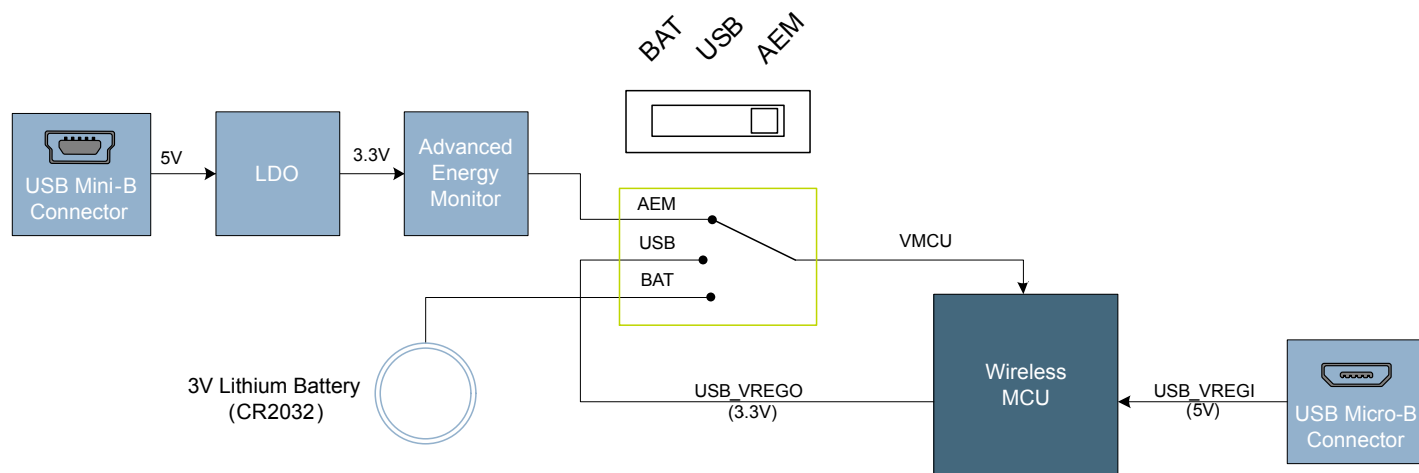 BAT
USB
AEM
USB Mini-B
Connector
5V
LDO
3.3V
Advanced
Energy
Monitor
AEM
USB
BAT
VMCU
3V Lithium Battery
(CR2032)
USB_VREGO
(3.3V)
Wireless
MCU
USB_VREGI
(5V)
USB Micro-B
Connector